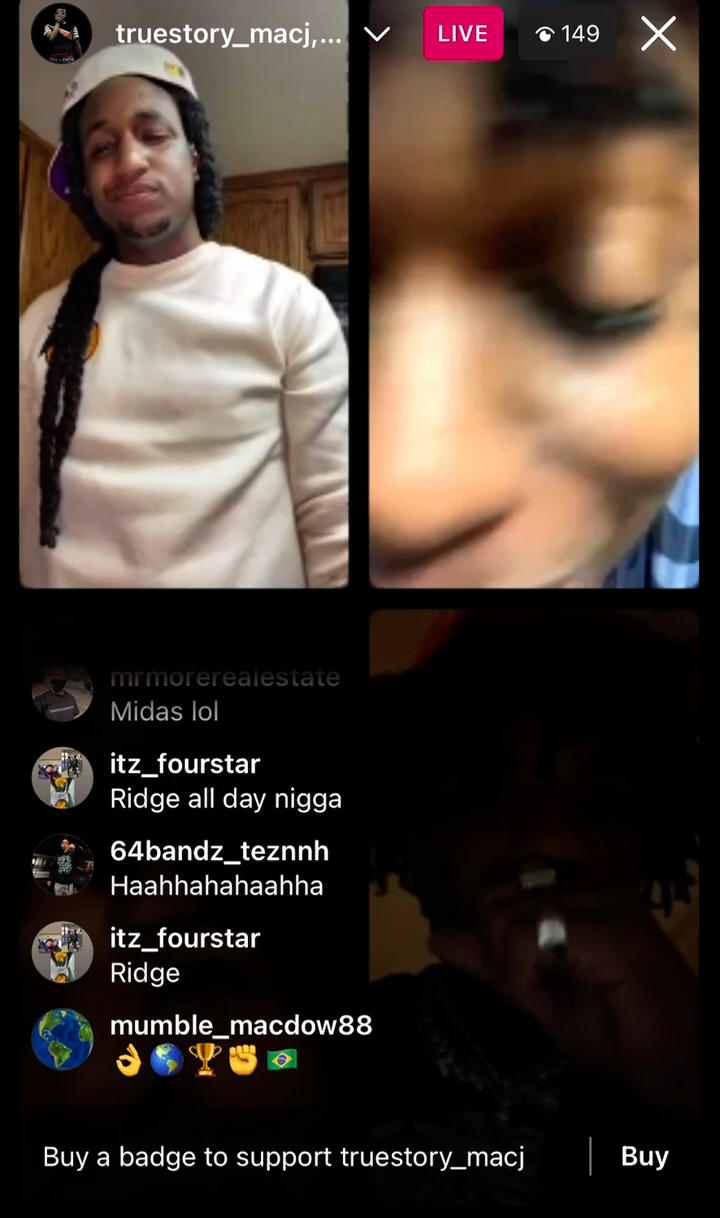 truestory_macj,...
LIVE
149
mrmorerealestate
Midas lol
itz_fourstar
Ridge all day nigga
64bandz_teznnh
Haahhahahaahha
itz_fourstar
Ridge
mumble_macdow88
👌🌎🏆✊🇧🇷
Buy a badge to support truestory_macj
Buy